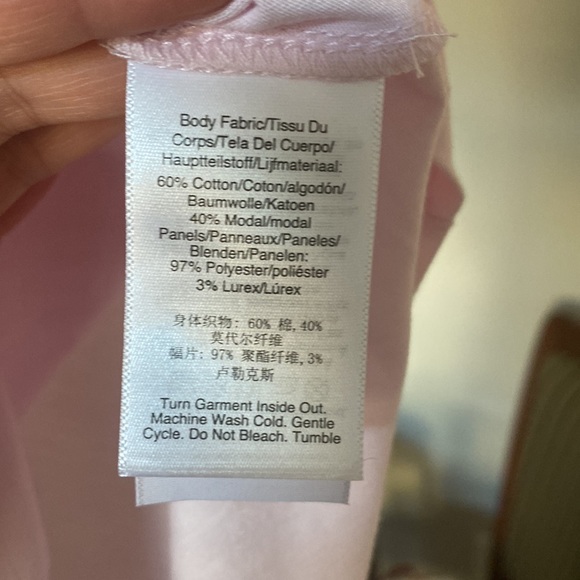 Body Fabric/Tissu Du
Corps/Tela Del Cuerpo/
Hauptteilstoff/Lijfmateriaal:
60% Cotton/Coton/algodón/
Baumwolle/Katoen
40% Modal/modal
Panels/Panneaux/Paneles/
Blenden/Panelen:
97% Polyester/poliéster
3% Lurex/Lúrex
身体织物: 60% 棉, 40%
莫代尔纤维
幅片: 97% 聚酯纤维, 3%
卢勒克斯
Turn Garment Inside Out.
Machine Wash Cold. Gentle
Cycle. Do Not Bleach. Tumble